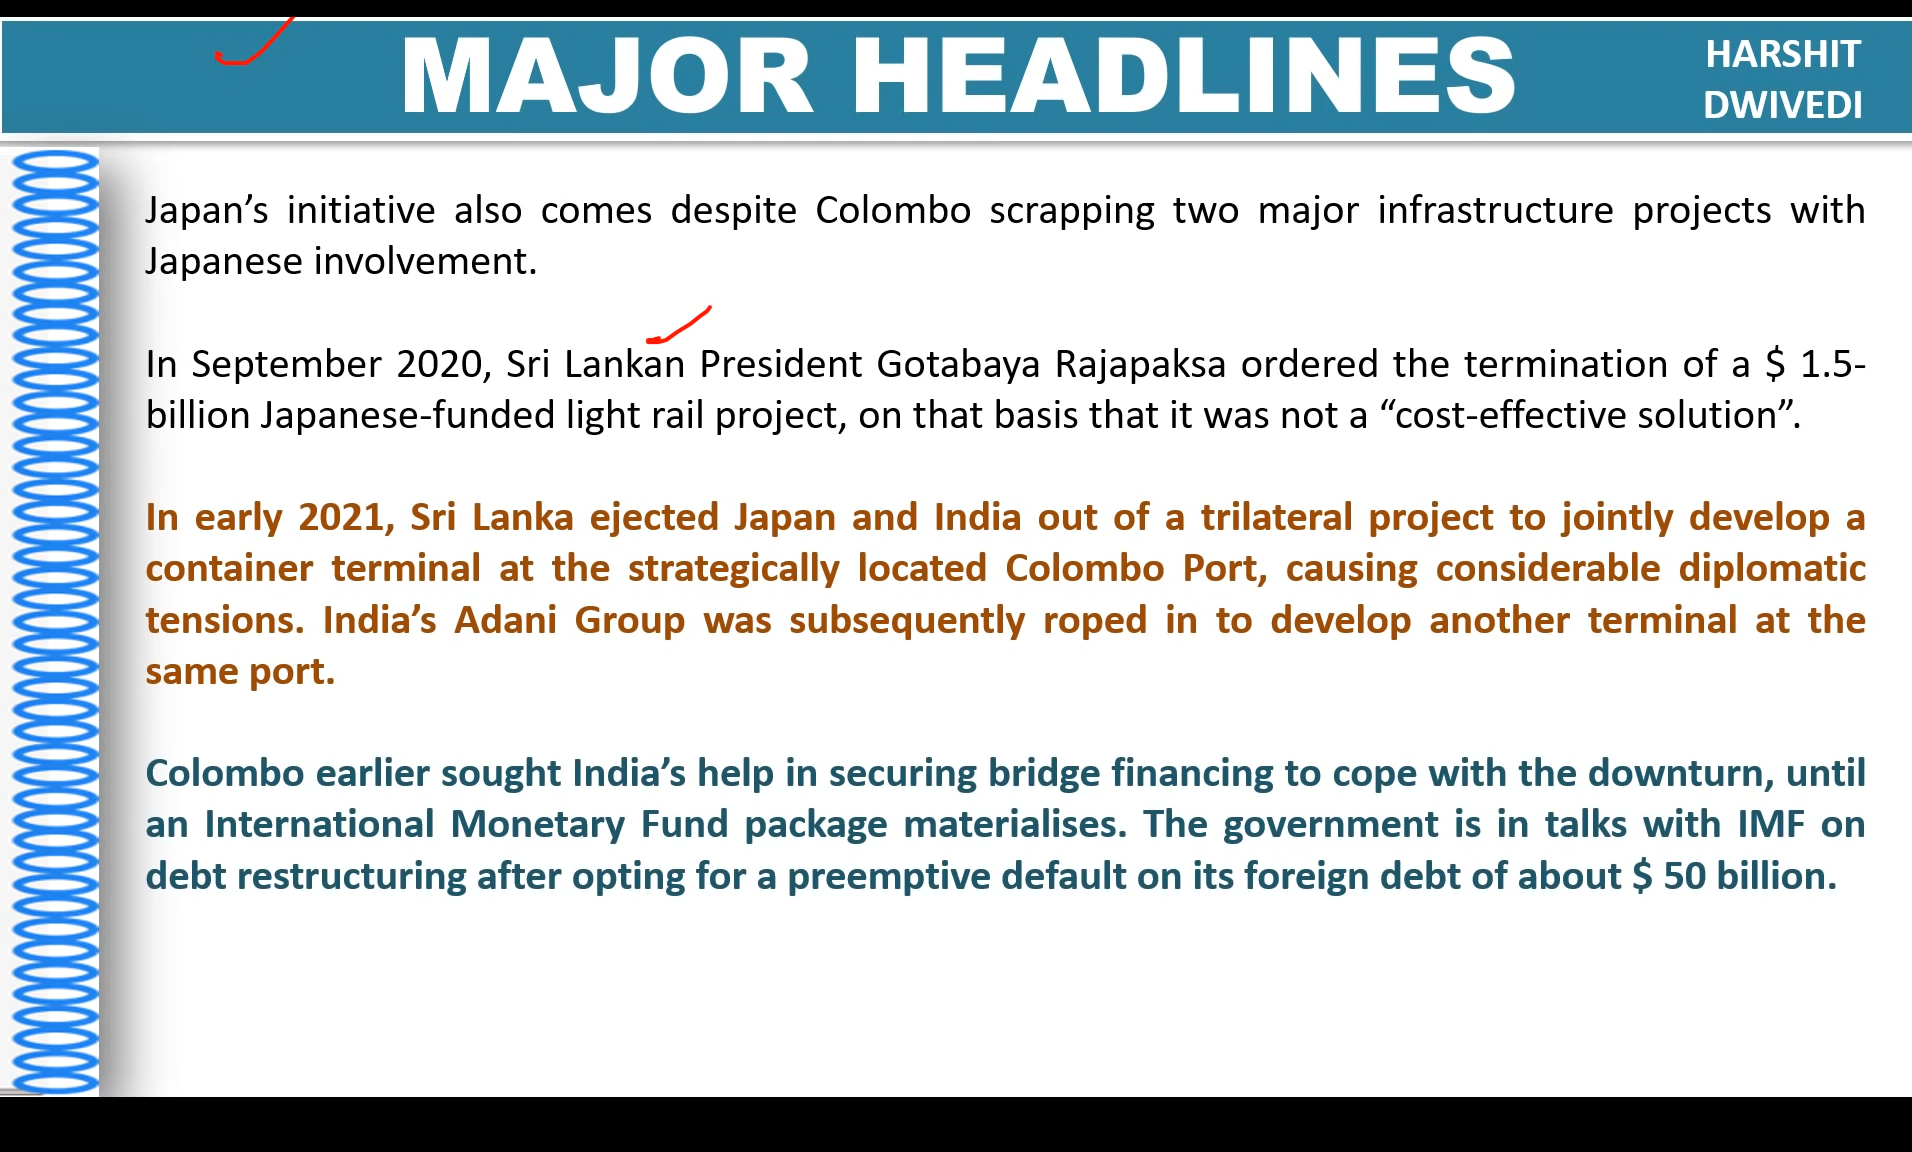 MAJOR HEADLINES
HARSHIT
DWIVEDI
Japan’s initiative also comes despite Colombo scrapping two major infrastructure projects with
Japanese involvement.
In September 2020, Sri Lankan President Gotabaya Rajapaksa ordered the termination of a $ 1.5-
billion Japanese-funded light rail project, on that basis that it was not a “cost-effective solution”.
In early 2021, Sri Lanka ejected Japan and India out of a trilateral project to jointly develop a
container terminal at the strategically located Colombo Port, causing considerable diplomatic
tensions. India’s Adani Group was subsequently roped in to develop another terminal at the
same port.
Colombo earlier sought India’s help in securing bridge financing to cope with the downturn, until
an International Monetary Fund package materialises. The government is in talks with IMF on
debt restructuring after opting for a preemptive default on its foreign debt of about $ 50 billion.